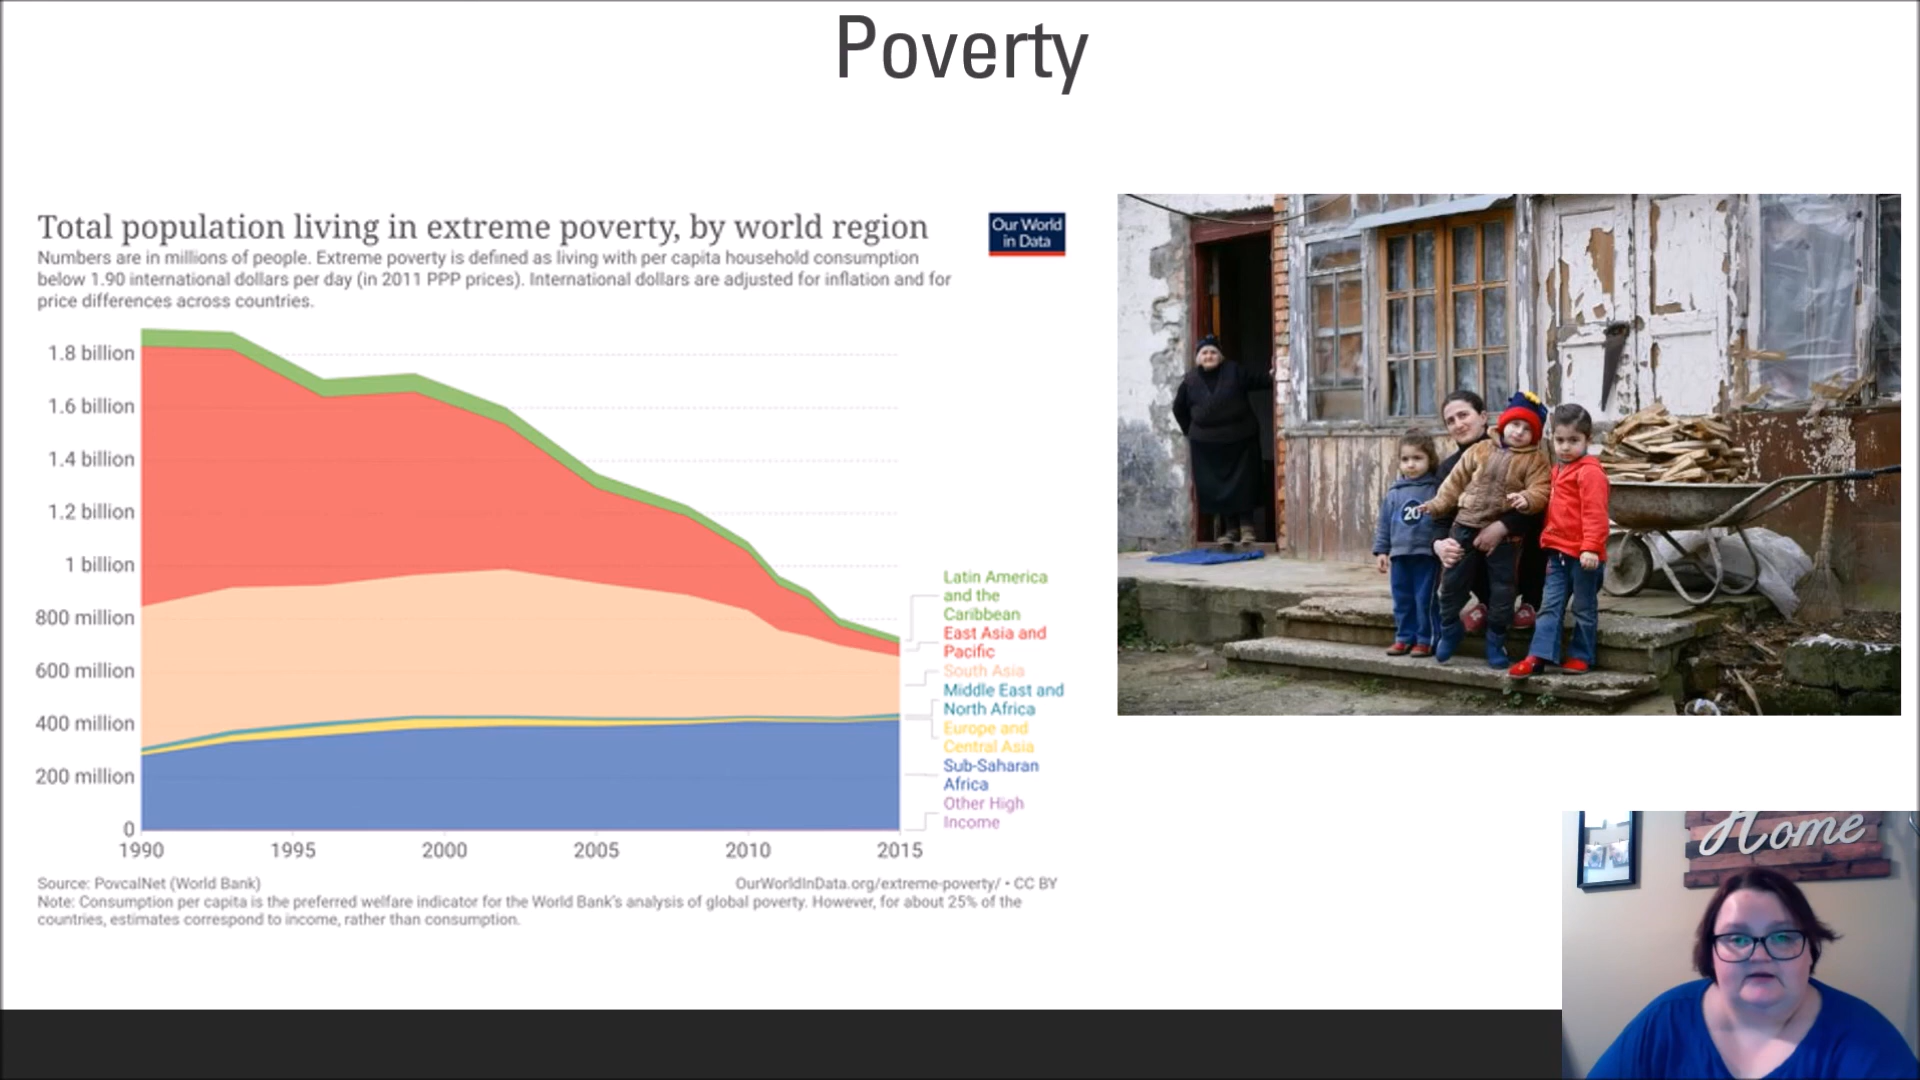 Poverty
Total population living in extreme poverty, by world region
Our World
in Data
Numbers are in millions of people. Extreme poverty is defined as living with per capita household consumption
below 1.90 international dollars per day (in 2011 PPP prices). International dollars are adjusted for inflation and for
price differences across countries.
1.8 billion
1.6 billion
1.4 billion
1.2 billion
1 billion
800 million
600 million
400 million
200 million
0
1990
1995
2000
2005
2010
2015
Latin America
and the
Caribbean
East Asia and
Pacific
South Asia
Middle East and
North Africa
Europe and
Central Asia
Sub-Saharan
Africa
Other High
Income
Source: PovcalNet (World Bank)
OurWorldInData.org/extreme-poverty/ • CC BY
Note: Consumption per capita is the preferred welfare indicator for the World Bank's analysis of global poverty. However, for about 25% of the
countries, estimates correspond to income, rather than consumption.
20
Home